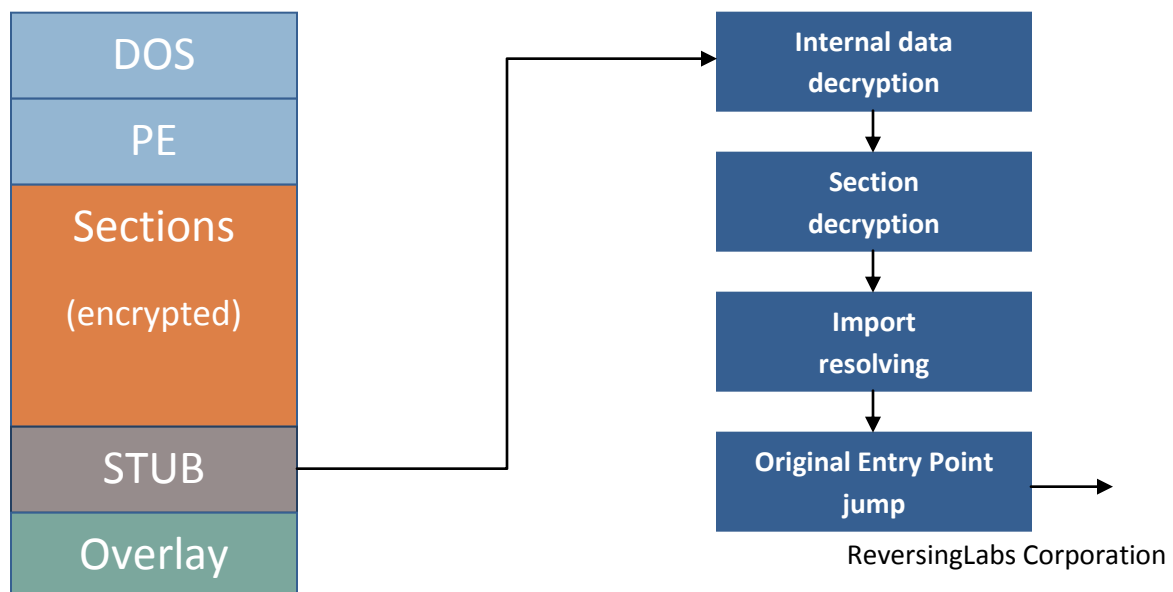 DOS
PE
Sections
(encrypted)
STUB
Overlay
Internal data
decryption
Section
decryption
Import
resolving
Original Entry Point
jump
ReversingLabs Corporation